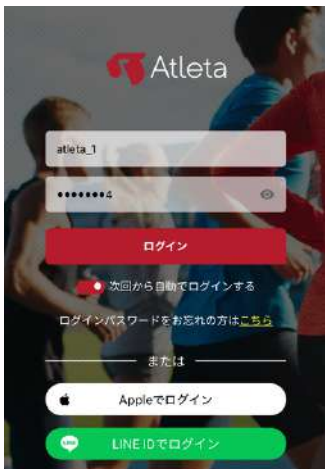 Atleta
atleta_1
•••••••4
ログイン
次回から自動でログインする
ログインパスワードをお忘れの方はこちら
または
Appleでログイン
LINE
LINE IDでログイン